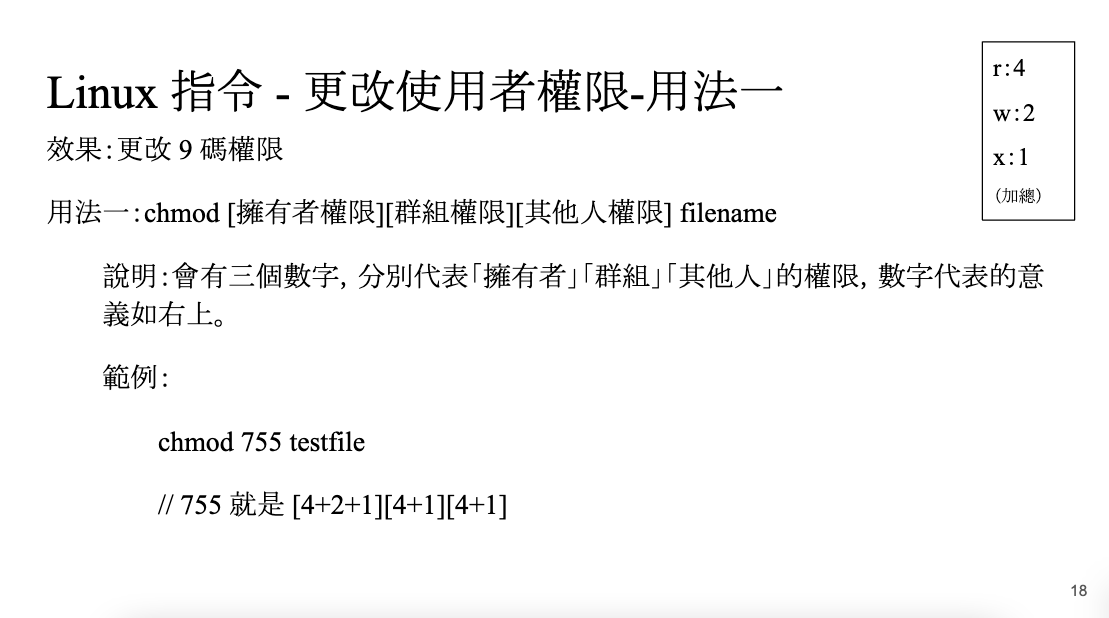 Linux 指令 - 更改使用者權限-用法一
r:4
w:2
x:1
(加總)
效果:更改 9 碼權限
用法一:chmod [擁有者權限][群組權限][其他人權限] filename
說明:會有三個數字, 分別代表「擁有者」「群組」「其他人」的權限, 數字代表的意
義如右上。
範例:
chmod 755 testfile
// 755 就是 [4+2+1][4+1][4+1]
18